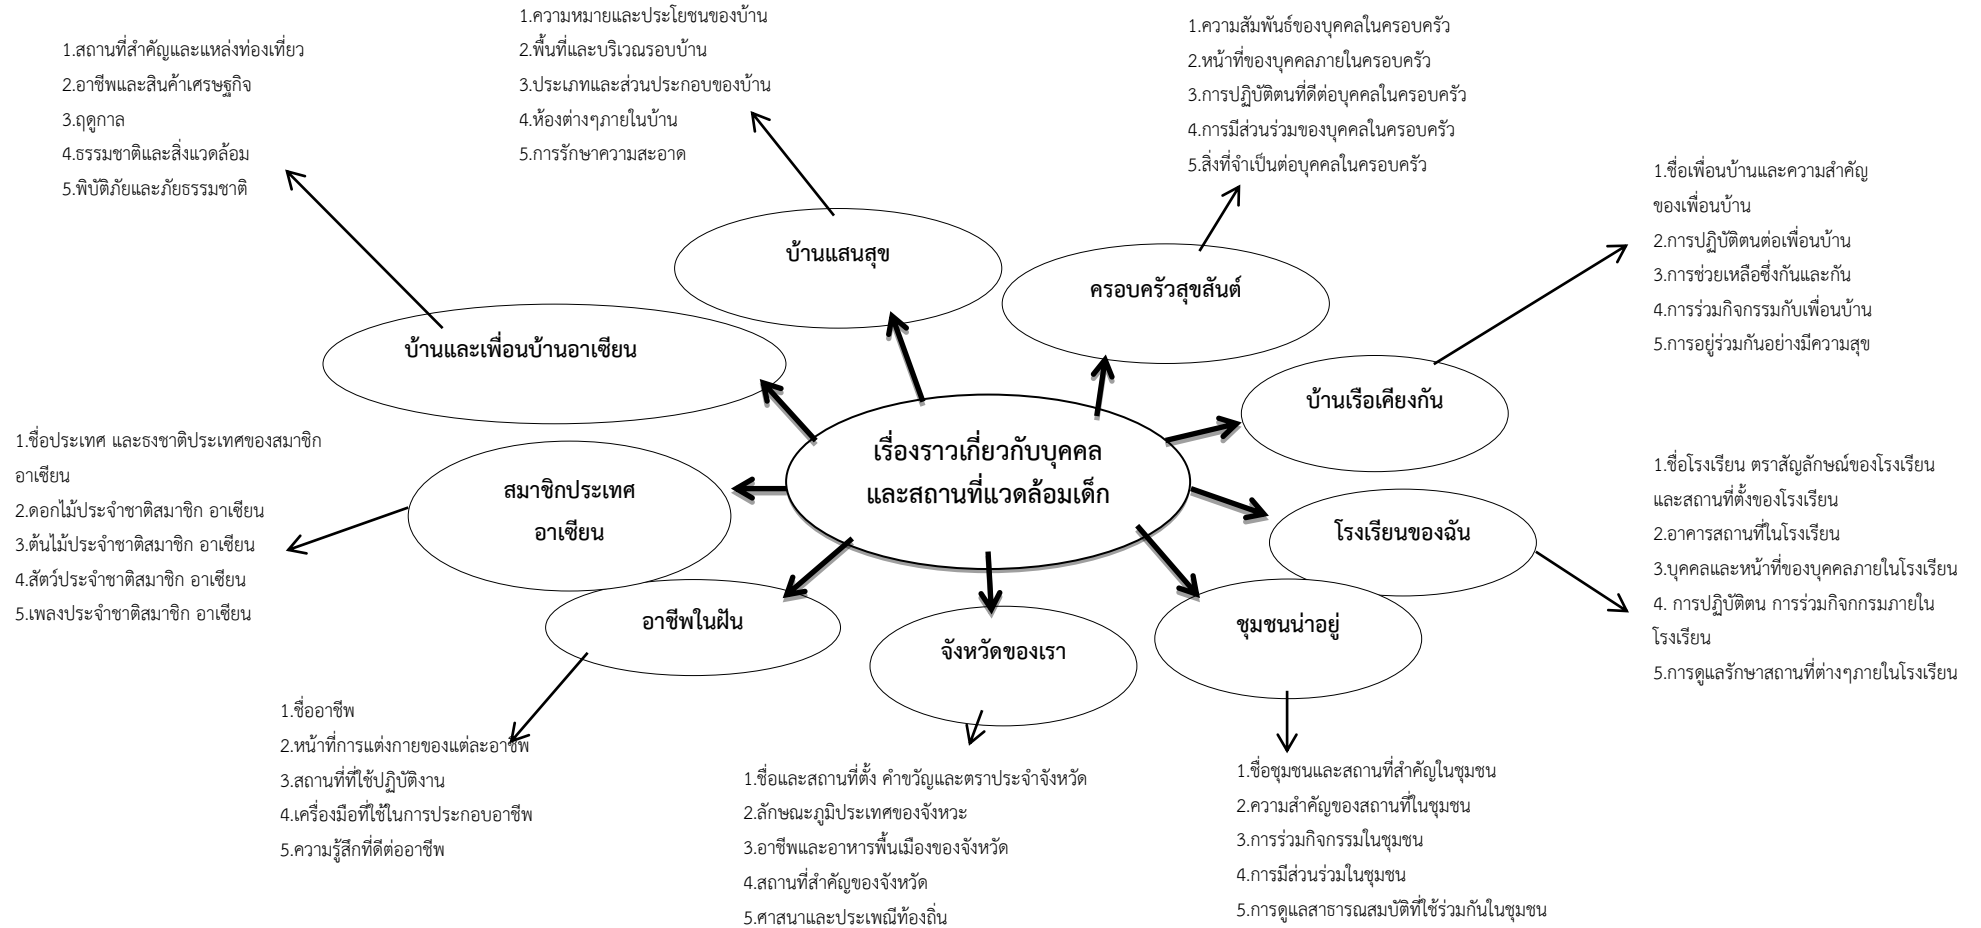 1.ความหมายและประโยชนของบ้าน
2.พื้นที่และบริเวณรอบบ้าน
3.ประเภทและส่วนประกอบของบ้าน
4.ห้องต่างๆภายในบ้าน
5.การรักษาความสะอาด
1.ความสัมพันธ์ของบุคคลในครอบครัว
2.หน้าที่ของบุคคลภายในครอบครัว
3.การปฏิบัติตนที่ดีต่อบุคคลในครอบครัว
4.การมีส่วนร่วมของบุคคลในครอบครัว
5.สิ่งที่จำเป็นต่อบุคคลในครอบครัว
1.สถานที่สำคัญและแหล่งท่องเที่ยว
2.อาชีพและสินค้าเศรษฐกิจ
3.ฤดูกาล
4.ธรรมชาติและสิ่งแวดล้อม
5.พิบัติภัยและภัยธรรมชาติ
1.ชื่อเพื่อนบ้านและความสำคัญ
ของเพื่อนบ้าน
2.การปฏิบัติตนต่อเพื่อนบ้าน
3.การช่วยเหลือซึ่งกันและกัน
4.การร่วมกิจกรรมกับเพื่อนบ้าน
5.การอยู่ร่วมกันอย่างมีความสุข
บ้านแสนสุข
ครอบครัวสุขสันต์
บ้านและเพื่อนบ้านอาเซียน
บ้านเรือเคียงกัน
เรื่องราวเกี่ยวกับบุคคล
และสถานที่แวดล้อมเด็ก
1.ชื่อประเทศ และธงชาติประเทศของสมาชิก
อาเซียน
2.ดอกไม้ประจำชาติสมาชิก อาเซียน
3.ต้นไม้ประจำชาติสมาชิก อาเซียน
4.สัตว์ประจำชาติสมาชิก อาเซียน
5.เพลงประจำชาติสมาชิก อาเซียน
สมาชิกประเทศ
อาเซียน
โรงเรียนของฉัน
1.ชื่อโรงเรียน ตราสัญลักษณ์ของโรงเรียน
และสถานที่ตั้งของโรงเรียน
2.อาคารสถานที่ในโรงเรียน
3.บุคคลและหน้าที่ของบุคคลภายในโรงเรียน
4. การปฏิบัติตน การร่วมกิจกกรมภายใน
โรงเรียน
5.การดูแลรักษาสถานที่ต่างๆภายในโรงเรียน
อาชีพในฝัน
จังหวัดของเรา
ชุมชนน่าอยู่
1.ชื่ออาชีพ
2.หน้าที่การแต่งกายของแต่ละอาชีพ
3.สถานที่ที่ใช้ปฏิบัติงาน
4.เครื่องมือที่ใช้ในการประกอบอาชีพ
5.ความรู้สึกที่ดีต่ออาชีพ
1.ชื่อและสถานที่ตั้ง คำขวัญและตราประจำจังหวัด
2.ลักษณะภูมิประเทศของจังหวะ
3.อาชีพและอาหารพื้นเมืองของจังหวัด
4.สถานที่สำคัญของจังหวัด
5.ศาสนาและประเพณีท้องถิ่น
1.ชื่อชุมชนและสถานที่สำคัญในชุมชน
2.ความสำคัญของสถานที่ในชุมชน
3.การร่วมกิจกรรมในชุมชน
4.การมีส่วนร่วมในชุมชน
5.การดูแลสาธารณสมบัติที่ใช้ร่วมกันในชุมชน